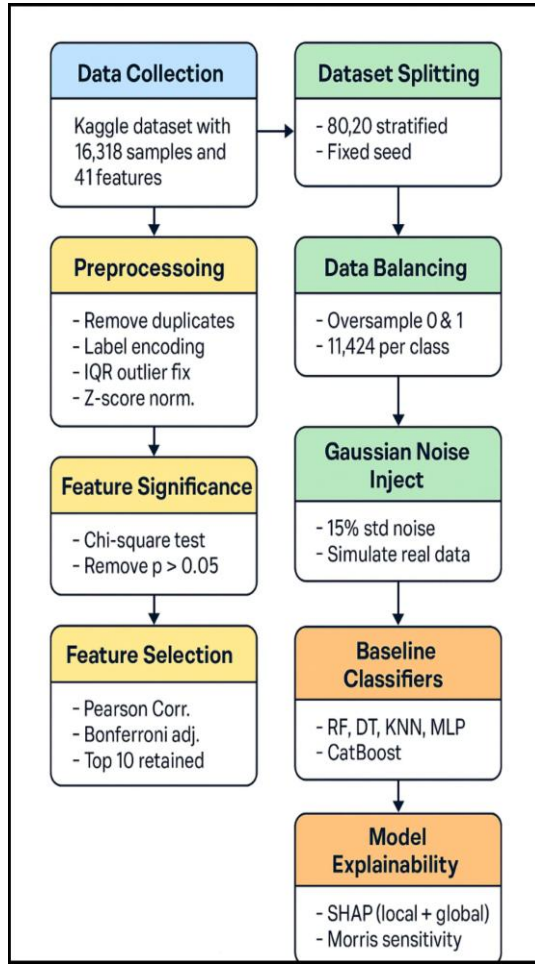 Data Collection
Kaggle dataset with
16,318 samples and
41 features
Preprocessoing
- Remove duplicates
- Label encoding
- IQR outlier fix
- Z-score norm.
Feature Significance
- Chi-square test
- Remove p > 0.05
Feature Selection
- Pearson Corr.
- Bonferroni adj.
- Top 10 retained
Dataset Splitting
- 80,20 stratified
- Fixed seed
Data Balancing
- Oversample 0 & 1
- 11,424 per class
Gaussian Noise
Inject
- 15% std noise
- Simulate real data
Baseline
Classifiers
- RF, DT, KNN, MLP
- CatBoost
Model
Explainability
- SHAP (local + global)
- Morris sensitivity